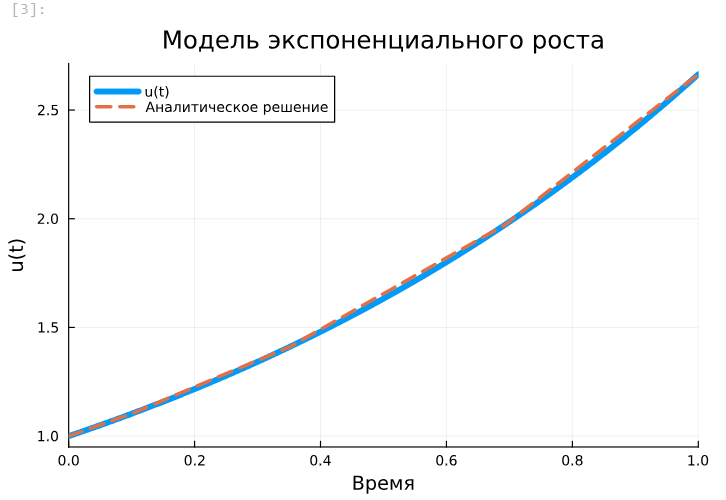 [3]:
Модель экспоненциального роста
u(t)
Аналитическое решение
2.5
2.0
1.5
1.0
u(t)
0.0 0.2 0.4 0.6 0.8 1.0
Время